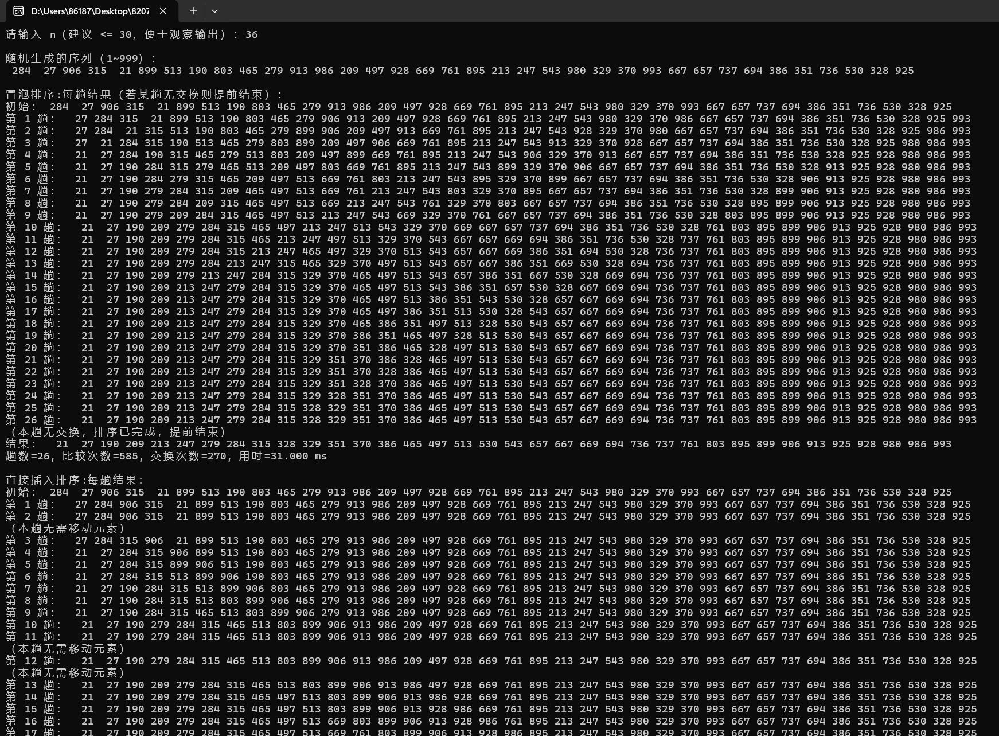 D:\Users\86187\Desktop\8207
请输入 n（建议 <= 30，便于观察输出）：36
随机生成的序列（1~999）：
284 27 906 315 21 899 513 190 803 465 279 913 986 209 497 928 669 761 895 213 247 543 980 329 370 993 667 657 737 694 386 351 736 530 328 925
冒泡排序:每趟结果（若某趟无交换则提前结束）：
初始： 284 27 906 315 21 899 513 190 803 465 279 913 986 209 497 928 669 761 895 213 247 543 980 329 370 993 667 657 737 694 386 351 736 530 328 925
第 1 趟： 27 284 315 21 899 513 190 803 465 279 906 913 209 497 928 669 761 895 213 247 543 980 329 370 986 667 657 737 694 386 351 736 530 328 925 993
第 2 趟： 27 284 21 315 513 190 803 465 279 899 906 209 497 913 669 761 895 213 247 543 928 329 370 980 667 657 737 694 386 351 736 530 328 925 986 993
第 3 趟： 27 21 284 315 190 513 465 279 803 899 209 497 906 669 761 895 213 247 543 913 329 370 928 667 657 737 694 386 351 736 530 328 925 980 986 993
第 4 趟： 21 27 284 190 315 465 279 513 803 209 497 899 669 761 895 213 247 543 906 329 370 913 667 657 737 694 386 351 736 530 328 925 928 980 986 993
第 5 趟： 21 27 190 284 315 279 465 513 209 497 803 669 761 895 213 247 543 899 329 370 906 667 657 737 694 386 351 736 530 328 913 925 928 980 986 993
第 6 趟： 21 27 190 284 279 315 465 209 497 513 669 761 803 213 247 543 895 329 370 899 667 657 737 694 386 351 736 530 328 906 913 925 928 980 986 993
第 7 趟： 21 27 190 279 284 315 209 465 497 513 669 761 213 247 543 803 329 370 895 667 657 737 694 386 351 736 530 328 899 906 913 925 928 980 986 993
第 8 趟： 21 27 190 279 284 209 315 465 497 513 669 213 247 543 761 329 370 803 667 657 737 694 386 351 736 530 328 895 899 906 913 925 928 980 986 993
第 9 趟： 21 27 190 279 209 284 315 465 497 513 213 247 543 669 329 370 761 667 657 737 694 386 351 736 530 328 803 895 899 906 913 925 928 980 986 993
第 10 趟： 21 27 190 209 279 284 315 465 497 213 247 513 543 329 370 669 667 657 737 694 386 351 736 530 328 761 803 895 899 906 913 925 928 980 986 993
第 11 趟： 21 27 190 209 279 284 315 465 213 247 497 513 329 370 543 667 657 669 694 386 351 736 530 328 737 761 803 895 899 906 913 925 928 980 986 993
第 12 趟： 21 27 190 209 279 284 315 213 247 465 497 329 370 513 543 657 667 669 386 351 694 530 328 736 737 761 803 895 899 906 913 925 928 980 986 993
第 13 趟： 21 27 190 209 279 284 213 247 315 465 329 370 497 513 543 657 667 386 351 669 530 328 694 736 737 761 803 895 899 906 913 925 928 980 986 993
第 14 趟： 21 27 190 209 279 213 247 284 315 329 370 465 497 513 543 657 386 351 667 530 328 669 694 736 737 761 803 895 899 906 913 925 928 980 986 993
第 15 趟： 21 27 190 209 213 247 279 284 315 329 370 465 497 513 543 386 351 657 530 328 667 669 694 736 737 761 803 895 899 906 913 925 928 980 986 993
第 16 趟： 21 27 190 209 213 247 279 284 315 329 370 465 497 513 386 351 543 530 328 657 667 669 694 736 737 761 803 895 899 906 913 925 928 980 986 993
第 17 趟： 21 27 190 209 213 247 279 284 315 329 370 465 497 386 351 513 530 328 543 657 667 669 694 736 737 761 803 895 899 906 913 925 928 980 986 993
第 18 趟： 21 27 190 209 213 247 279 284 315 329 370 465 386 351 497 513 328 530 543 657 667 669 694 736 737 761 803 895 899 906 913 925 928 980 986 993
第 19 趟： 21 27 190 209 213 247 279 284 315 329 370 386 351 465 497 328 513 530 543 657 667 669 694 736 737 761 803 895 899 906 913 925 928 980 986 993
第 20 趟： 21 27 190 209 213 247 279 284 315 329 370 351 386 465 328 497 513 530 543 657 667 669 694 736 737 761 803 895 899 906 913 925 928 980 986 993
第 21 趟： 21 27 190 209 213 247 279 284 315 329 351 370 386 328 465 497 513 530 543 657 667 669 694 736 737 761 803 895 899 906 913 925 928 980 986 993
第 22 趟： 21 27 190 209 213 247 279 284 315 329 351 370 328 386 465 497 513 530 543 657 667 669 694 736 737 761 803 895 899 906 913 925 928 980 986 993
第 23 趟： 21 27 190 209 213 247 279 284 315 329 351 328 370 386 465 497 513 530 543 657 667 669 694 736 737 761 803 895 899 906 913 925 928 980 986 993
第 24 趟： 21 27 190 209 213 247 279 284 315 329 328 351 370 386 465 497 513 530 543 657 667 669 694 736 737 761 803 895 899 906 913 925 928 980 986 993
第 25 趟： 21 27 190 209 213 247 279 284 315 328 329 351 370 386 465 497 513 530 543 657 667 669 694 736 737 761 803 895 899 906 913 925 928 980 986 993
第 26 趟： 21 27 190 209 213 247 279 284 315 328 329 351 370 386 465 497 513 530 543 657 667 669 694 736 737 761 803 895 899 906 913 925 928 980 986 993
（本趟无交换，排序已完成，提前结束）
结果： 21 27 190 209 213 247 279 284 315 328 329 351 370 386 465 497 513 530 543 657 667 669 694 736 737 761 803 895 899 906 913 925 928 980 986 993
趟数=26，比较次数=585，交换次数=270，用时=31.000 ms
直接插入排序:每趟结果：
初始： 284 27 906 315 21 899 513 190 803 465 279 913 986 209 497 928 669 761 895 213 247 543 980 329 370 993 667 657 737 694 386 351 736 530 328 925
第 1 趟： 27 284 906 315 21 899 513 190 803 465 279 913 986 209 497 928 669 761 895 213 247 543 980 329 370 993 667 657 737 694 386 351 736 530 328 925
第 2 趟： 27 284 906 315 21 899 513 190 803 465 279 913 986 209 497 928 669 761 895 213 247 543 980 329 370 993 667 657 737 694 386 351 736 530 328 925
（本趟无需移动元素）
第 3 趟： 27 284 315 906 21 899 513 190 803 465 279 913 986 209 497 928 669 761 895 213 247 543 980 329 370 993 667 657 737 694 386 351 736 530 328 925
第 4 趟： 21 27 284 315 906 899 513 190 803 465 279 913 986 209 497 928 669 761 895 213 247 543 980 329 370 993 667 657 737 694 386 351 736 530 328 925
第 5 趟： 21 27 284 315 899 906 513 190 803 465 279 913 986 209 497 928 669 761 895 213 247 543 980 329 370 993 667 657 737 694 386 351 736 530 328 925
第 6 趟： 21 27 284 315 513 899 906 190 803 465 279 913 986 209 497 928 669 761 895 213 247 543 980 329 370 993 667 657 737 694 386 351 736 530 328 925
第 7 趟： 21 27 190 284 315 513 899 906 803 465 279 913 986 209 497 928 669 761 895 213 247 543 980 329 370 993 667 657 737 694 386 351 736 530 328 925
第 8 趟： 21 27 190 284 315 513 803 899 906 465 279 913 986 209 497 928 669 761 895 213 247 543 980 329 370 993 667 657 737 694 386 351 736 530 328 925
第 9 趟： 21 27 190 284 315 465 513 803 899 906 279 913 986 209 497 928 669 761 895 213 247 543 980 329 370 993 667 657 737 694 386 351 736 530 328 925
第 10 趟： 21 27 190 279 284 315 465 513 803 899 906 913 986 209 497 928 669 761 895 213 247 543 980 329 370 993 667 657 737 694 386 351 736 530 328 925
第 11 趟： 21 27 190 279 284 315 465 513 803 899 906 913 986 209 497 928 669 761 895 213 247 543 980 329 370 993 667 657 737 694 386 351 736 530 328 925
（本趟无需移动元素）
第 12 趟： 21 27 190 279 284 315 465 513 803 899 906 913 986 209 497 928 669 761 895 213 247 543 980 329 370 993 667 657 737 694 386 351 736 530 328 925
（本趟无需移动元素）
第 13 趟： 21 27 190 209 279 284 315 465 513 803 899 906 913 986 497 928 669 761 895 213 247 543 980 329 370 993 667 657 737 694 386 351 736 530 328 925
第 14 趟： 21 27 190 209 279 284 315 465 497 513 803 899 906 913 986 928 669 761 895 213 247 543 980 329 370 993 667 657 737 694 386 351 736 530 328 925
第 15 趟： 21 27 190 209 279 284 315 465 497 513 803 899 906 913 928 986 669 761 895 213 247 543 980 329 370 993 667 657 737 694 386 351 736 530 328 925
第 16 趟： 21 27 190 209 279 284 315 465 497 513 669 803 899 906 913 928 986 761 895 213 247 543 980 329 370 993 667 657 737 694 386 351 736 530 328 925
第 17 趟： 21 27 190 209 279 284 315 465 497 513 669 761 803 899 906 913 928 986 895 213 247 543 980 329 370 993 667 657 737 694 386 351 736 530 328 925